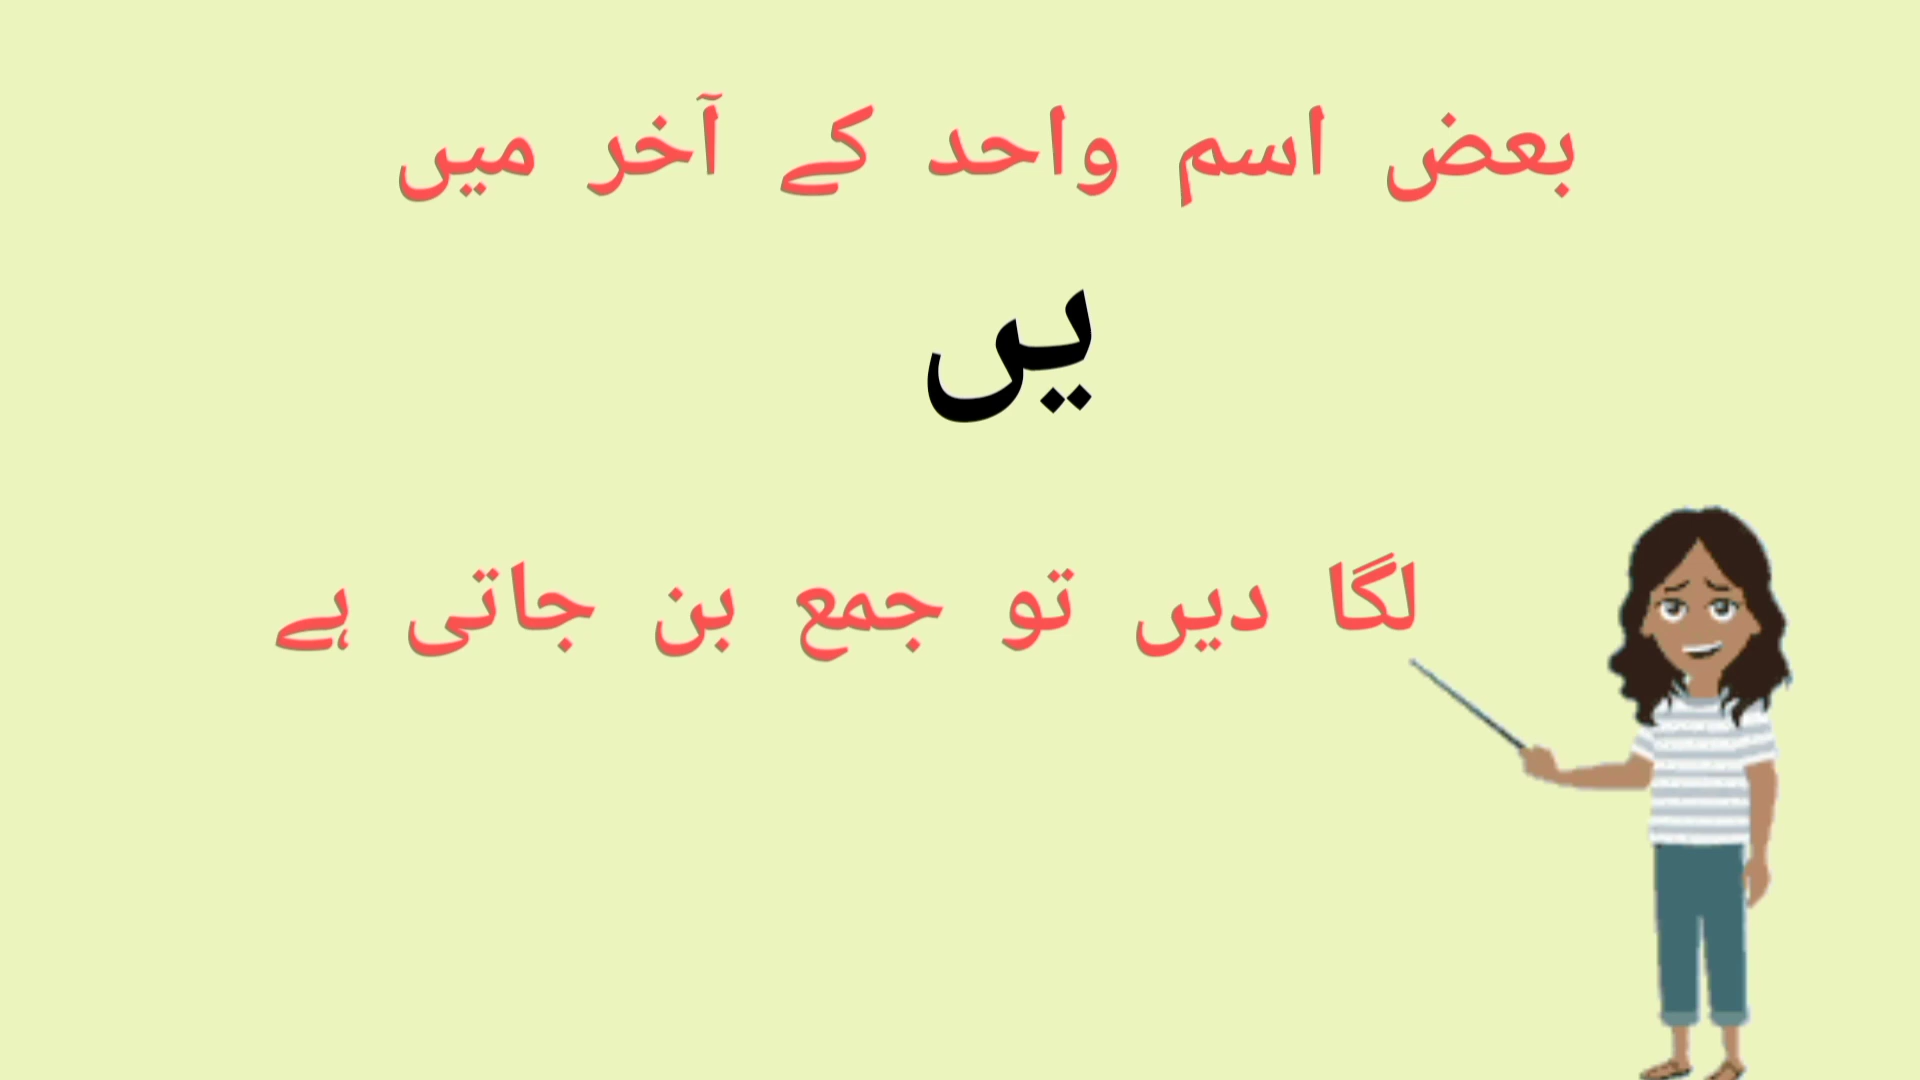 بعض اسم واحد کے آخر میں
یں
لگا دیں تو جمع بن جاتی ہے